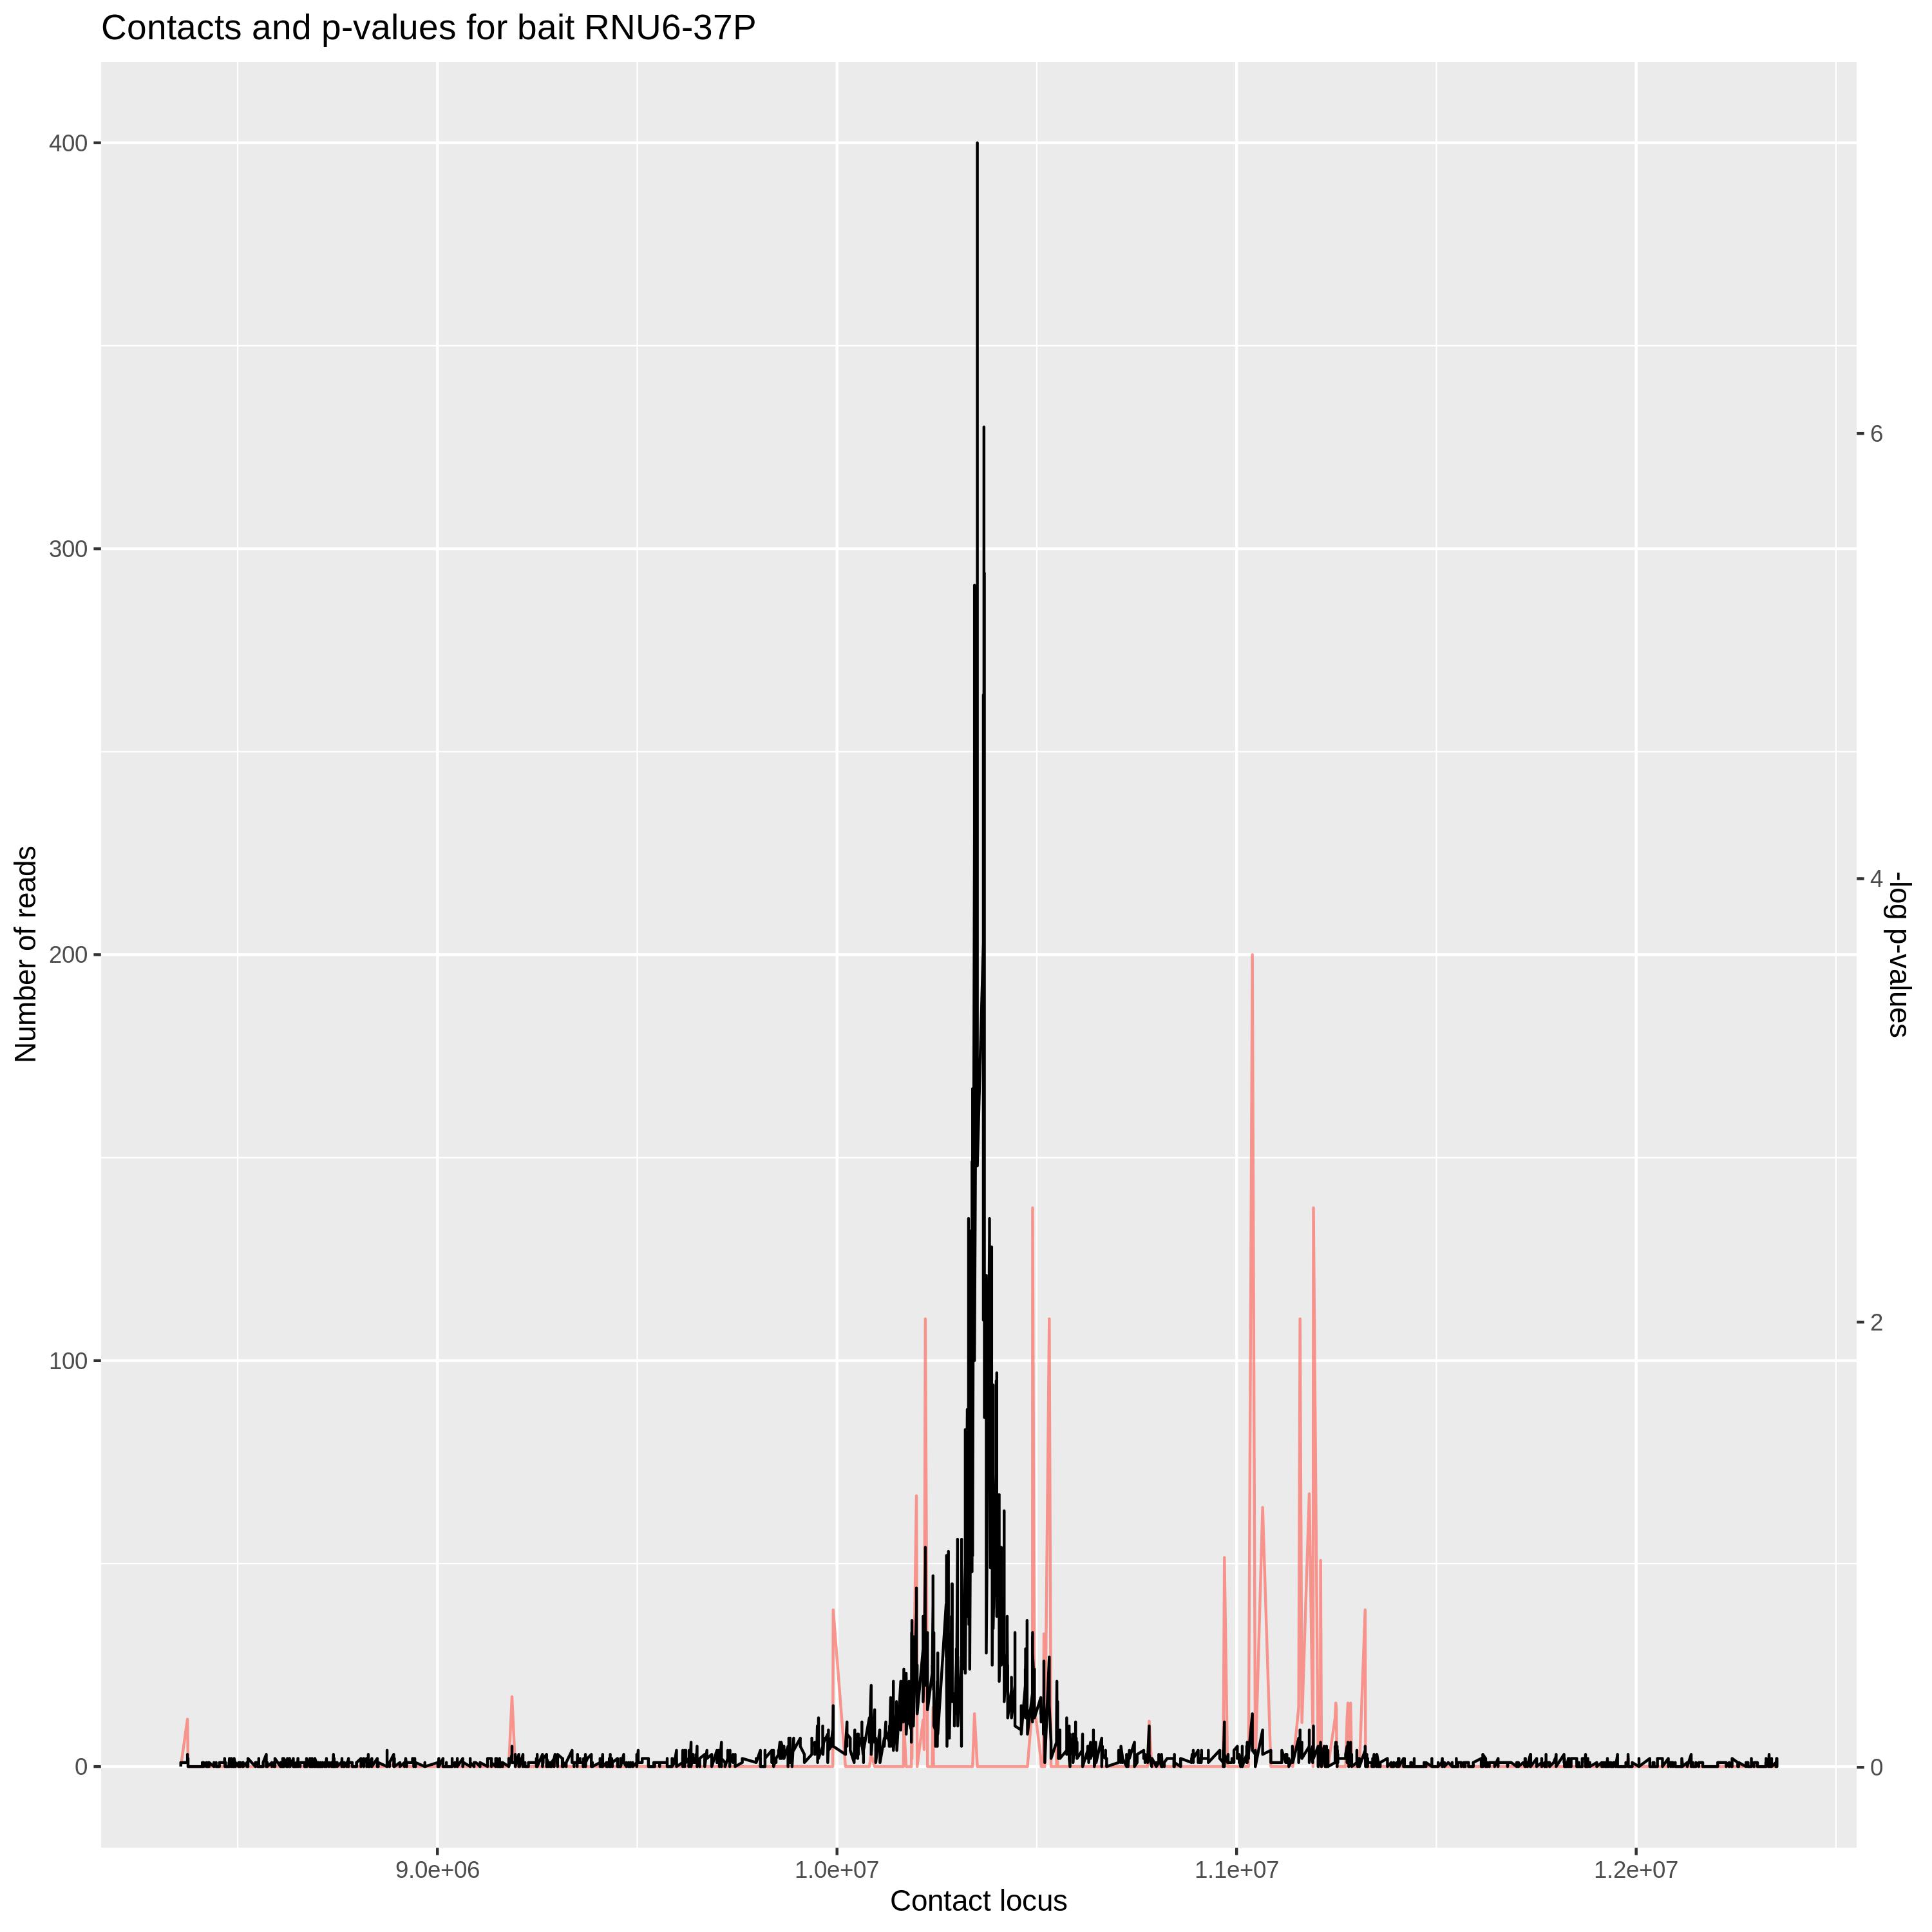 Contacts and p-values for bait RNU6-37P
400
300
200
100
0
Number of reads
6
4
2
0
-log p-values
9.0e+06
1.0e+07
1.1e+07
1.2e+07
Contact locus